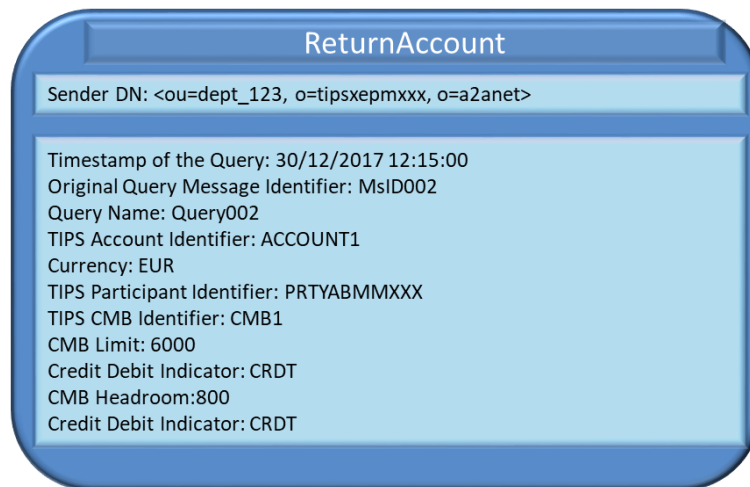 ReturnAccount
Sender DN: <ou=dept_123, o=tipsxepmxxx, o=a2anet>
Timestamp of the Query: 30/12/2017 12:15:00
Original Query Message Identifier: MsID002
Query Name: Query002
TIPS Account Identifier: ACCOUNT1
Currency: EUR
TIPS Participant Identifier: PRTYABMMXXX
TIPS CMB Identifier: CMB1
CMB Limit: 6000
Credit Debit Indicator: CRDT
CMB Headroom:800
Credit Debit Indicator: CRDT